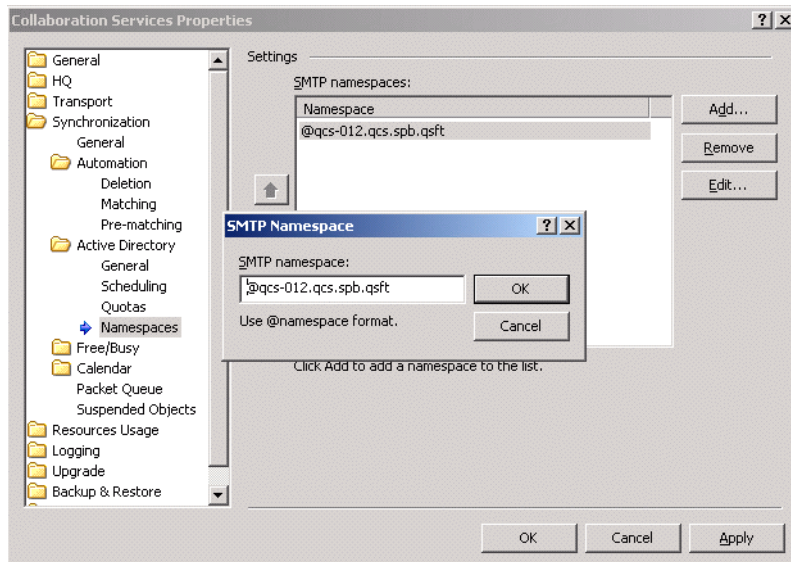 Collaboration Services Properties
General
HQ
Transport
Synchronization
General
Automation
Deletion
Matching
Pre-matching
Active Directory
General
Scheduling
Quotas
Namespaces
Free/Busy
Calendar
Packet Queue
Suspended Objects
Resources Usage
Logging
Upgrade
Backup & Restore
Settings
SMTP namespaces:
Namespace
@qcs-012.qcs.spb.qsft
Add...
Remove
Edit...
SMTP Namespace
SMTP namespace:
@qcs-012.qcs.spb.qsft
Use @namespace format.
OK
Cancel
Click Add to add a namespace to the list.
OK
Cancel
Apply